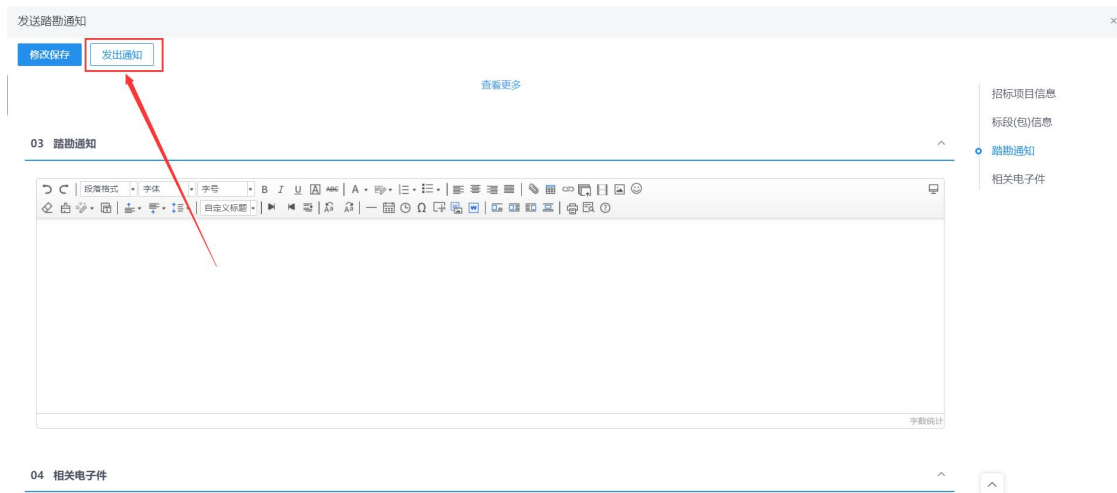 发送踏勘通知
×
修改保存 发出通知
查看更多
招标项目信息
标段(包)信息
踏勘通知
相关电子件
03 踏勘通知
段落格式 字体 字号 B I U A ABC A
自定义标题
字数统计
04 相关电子件